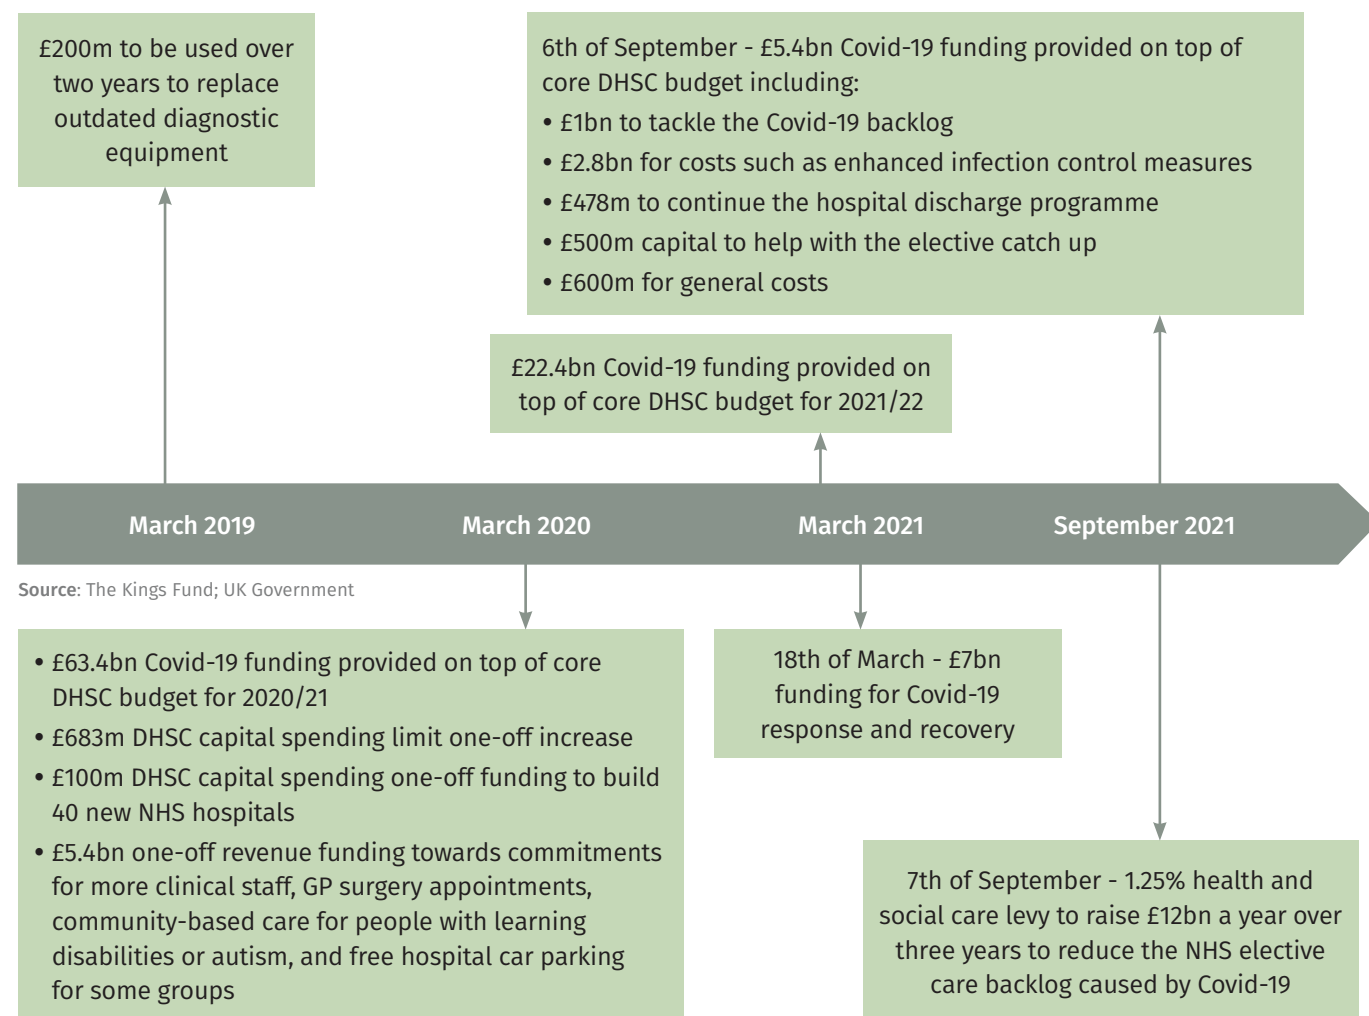 £200m to be used over
two years to replace
outdated diagnostic
equipment
6th of September - £5.4bn Covid-19 funding provided on top of
core DHSC budget including:
• £1bn to tackle the Covid-19 backlog
• £2.8bn for costs such as enhanced infection control measures
• £478m to continue the hospital discharge programme
• £500m capital to help with the elective catch up
• £600m for general costs
£22.4bn Covid-19 funding provided on
top of core DHSC budget for 2021/22
March 2019
March 2020
March 2021
September 2021
Source: The Kings Fund; UK Government
• £63.4bn Covid-19 funding provided on top of core
DHSC budget for 2020/21
• £683m DHSC capital spending limit one-off increase
• £100m DHSC capital spending one-off funding to build
40 new NHS hospitals
• £5.4bn one-off revenue funding towards commitments
for more clinical staff, GP surgery appointments,
community-based care for people with learning
disabilities or autism, and free hospital car parking
for some groups
18th of March - £7bn
funding for Covid-19
response and recovery
7th of September - 1.25% health and
social care levy to raise £12bn a year over
three years to reduce the NHS elective
care backlog caused by Covid-19